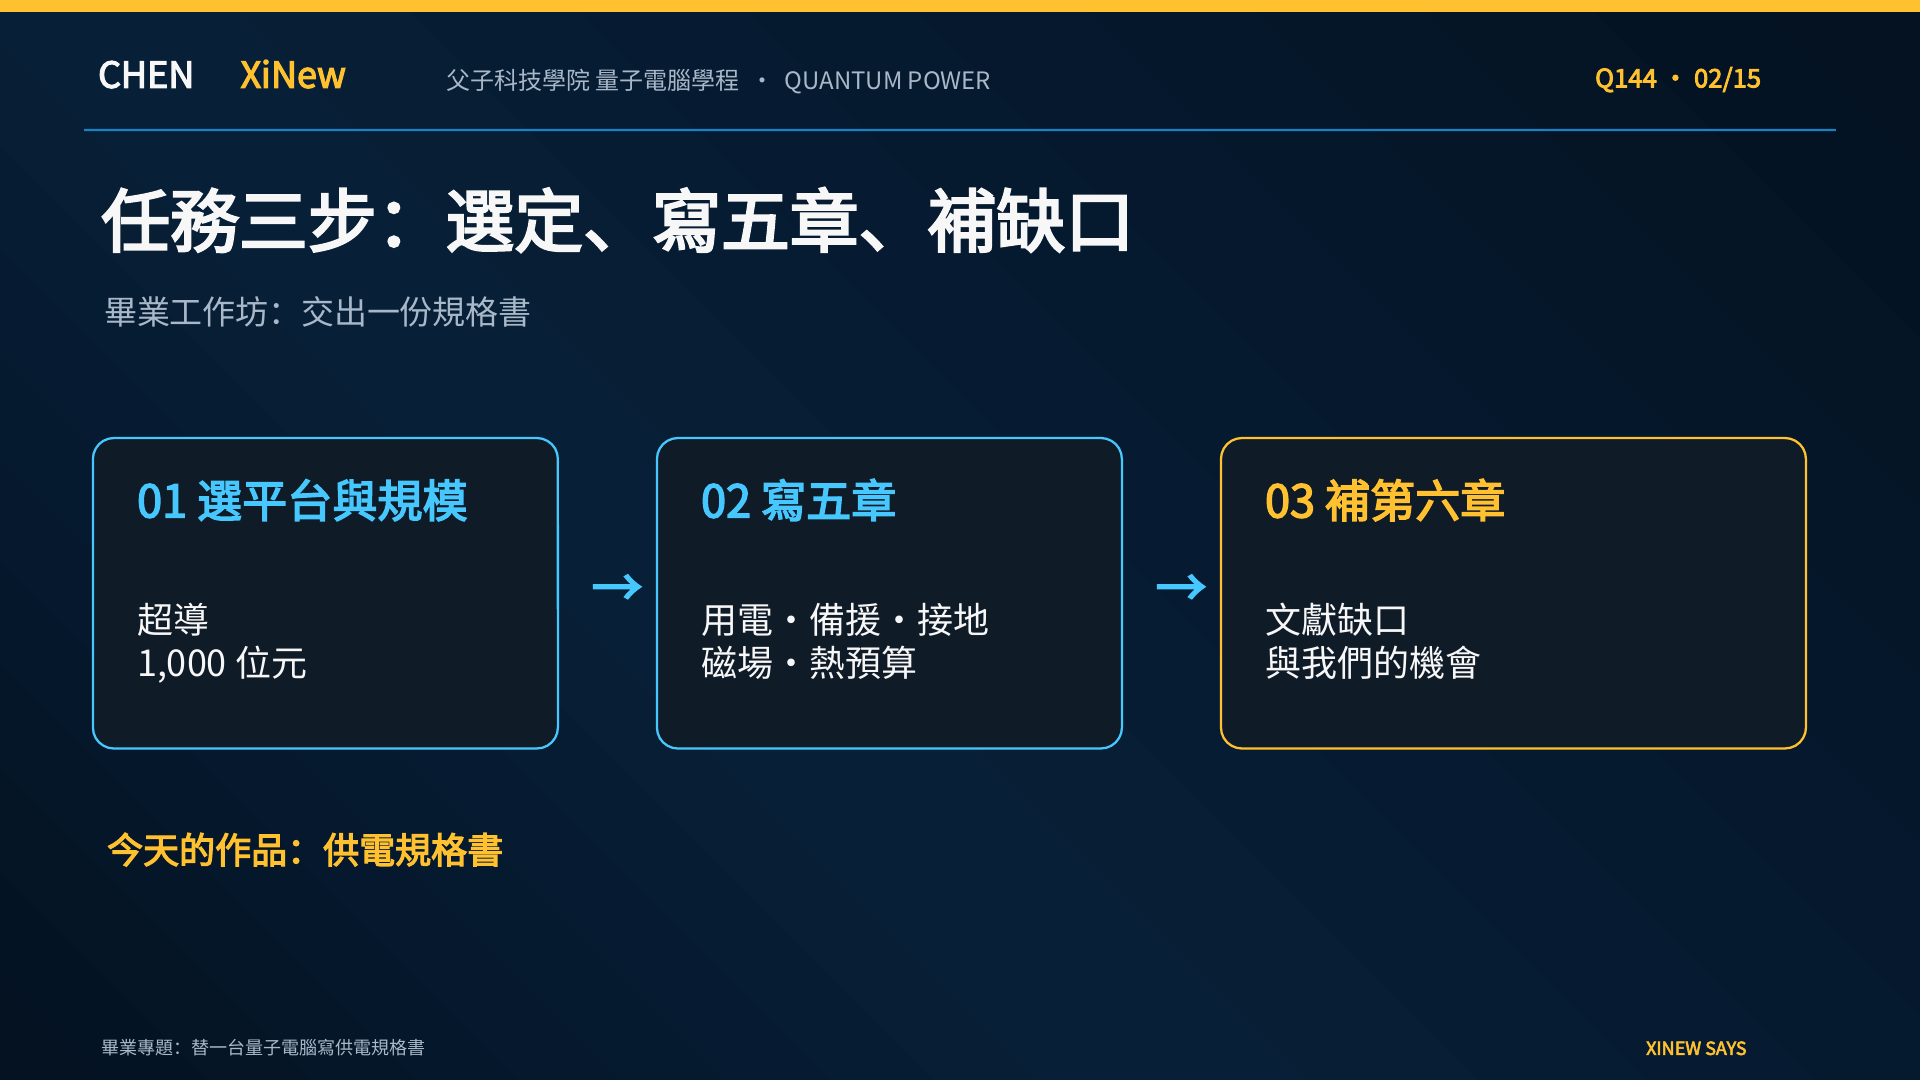 CHEN XiNew 父子科技學院 量子電腦學程 • QUANTUM POWER Q144 • 02/15
任務三步：選定、寫五章、補缺口
畢業工作坊：交出一份規格書
01 選平台與規模
超導
1,000 位元
→
02 寫五章
用電・備援・接地
磁場・熱預算
→
03 補第六章
文獻缺口
與我們的機會
今天的作品：供電規格書
畢業專題：替一台量子電腦寫供電規格書
XINEW SAYS